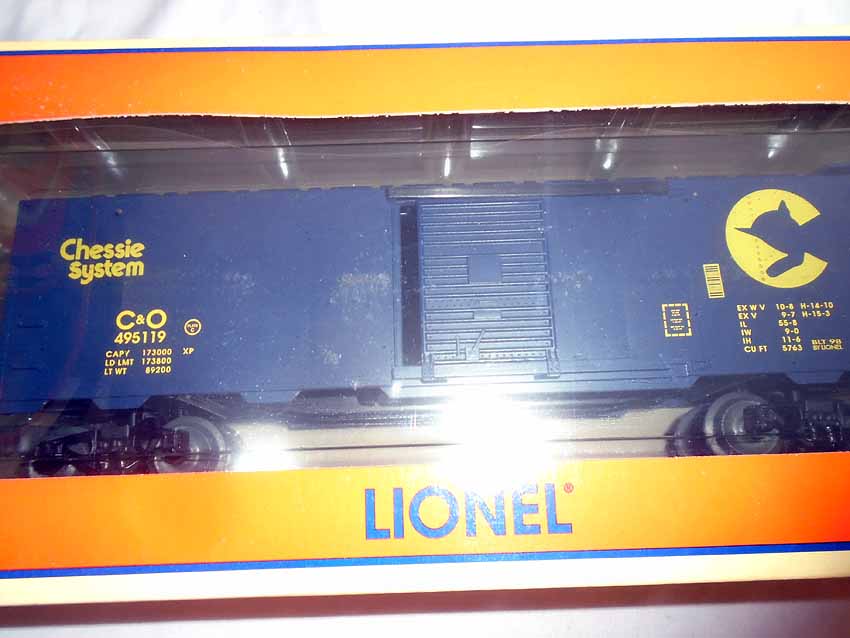 Chessie
System
C&O
495119
CAPY 173000 XP
LD LMT 173800
LT WT 89200
EX W V 10-8 H-14-10
EX V 9-7 H-15-3
IL 55-8
IW 9-0
IH 11-6
CU FT 5763
BLT 98
BY LIONEL
LIONEL®